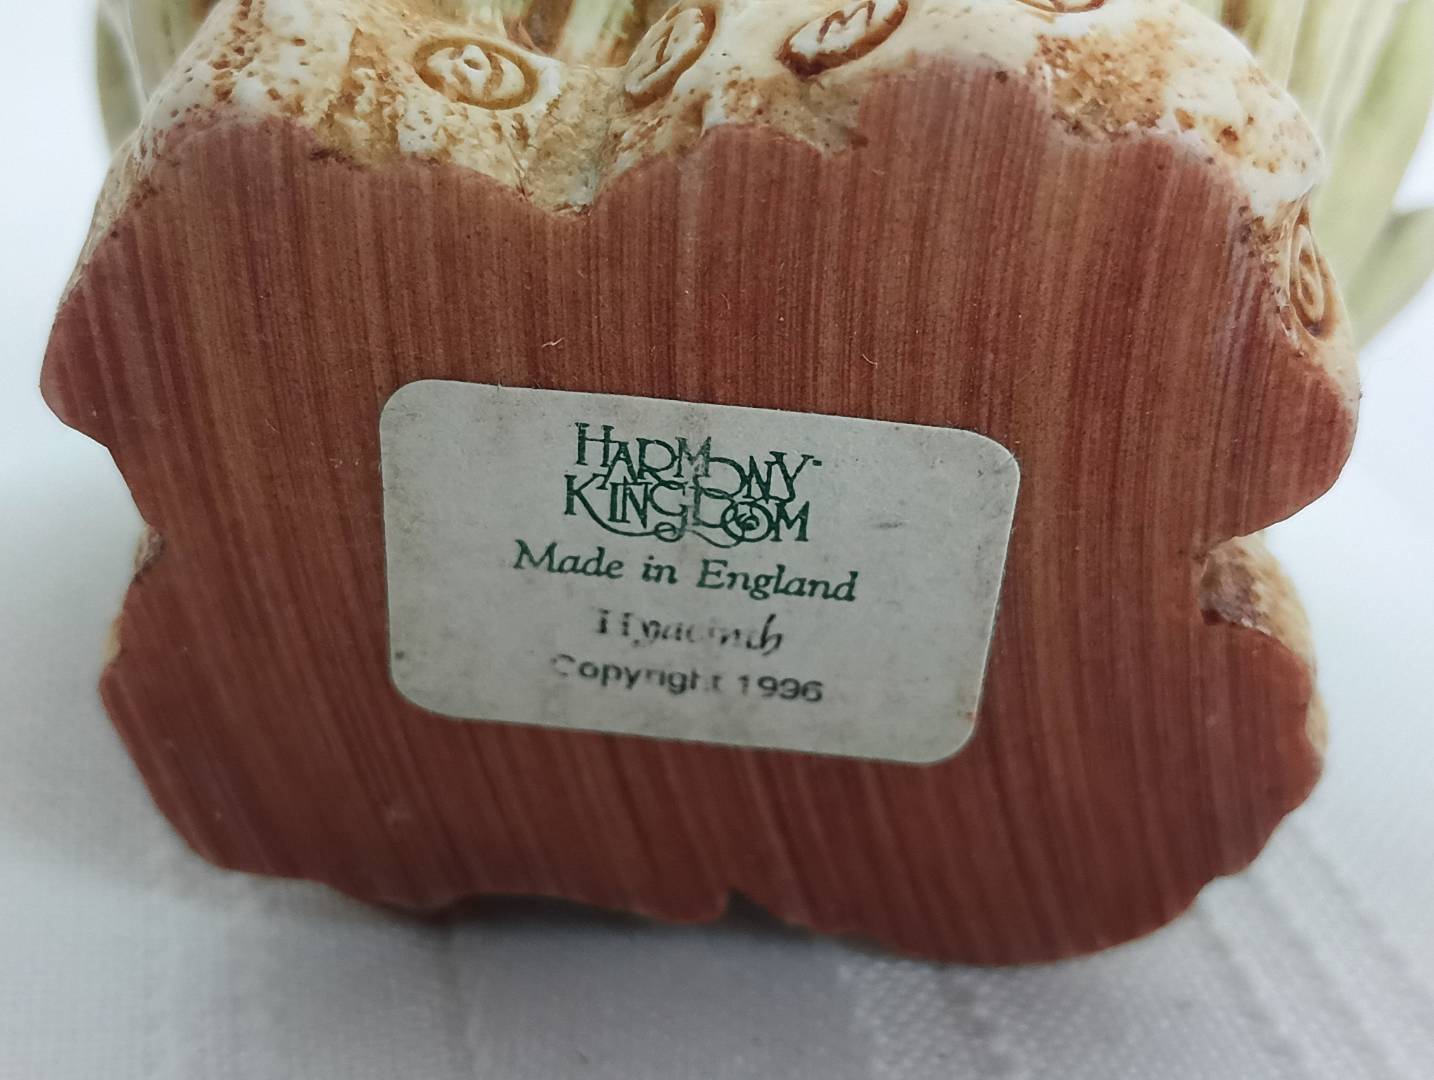 M
HARMONY
KINGDOM
Made in England
Hyacinth
Copyright 1996